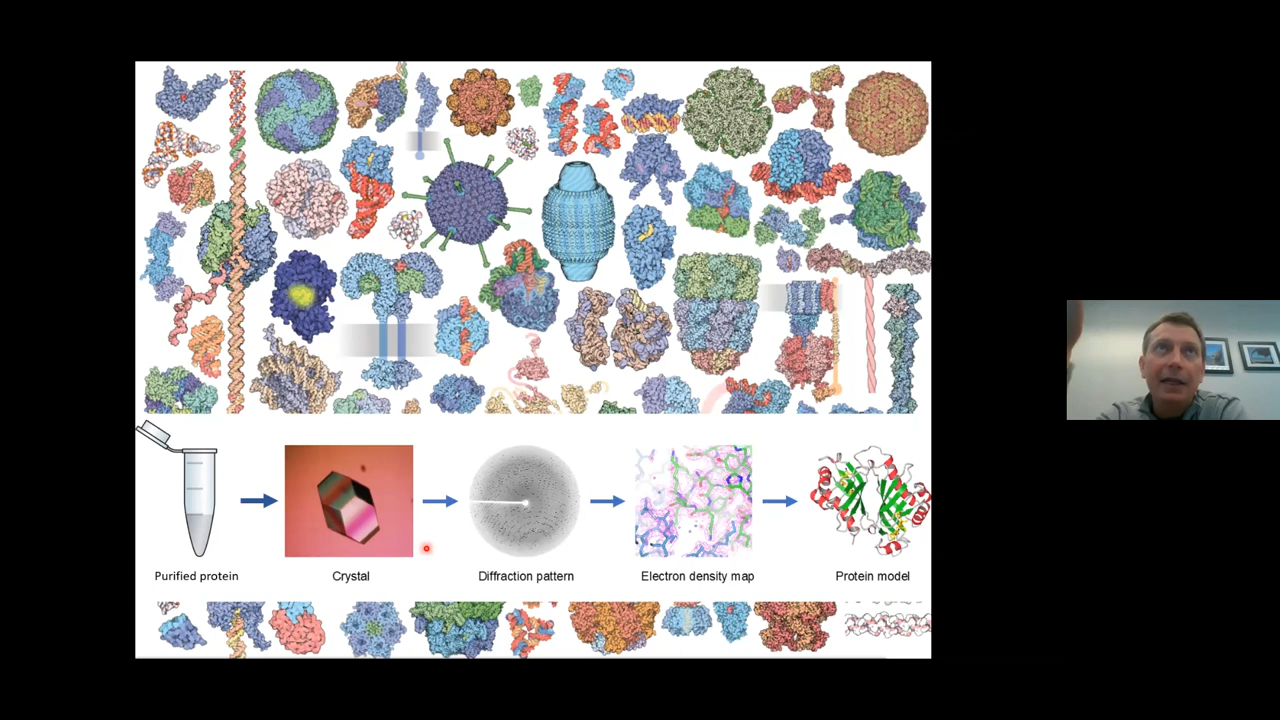 Purified protein
Crystal
Diffraction pattern
Electron density map
Protein model